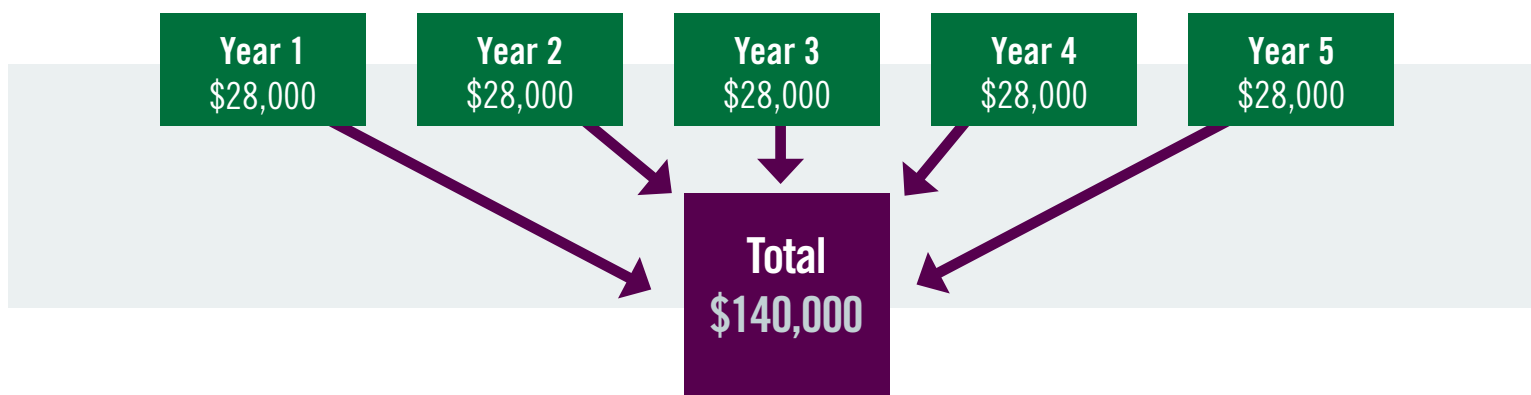 Year 1
$28,000
Year 2
$28,000
Year 3
$28,000
Year 4
$28,000
Year 5
$28,000
Total
$140,000